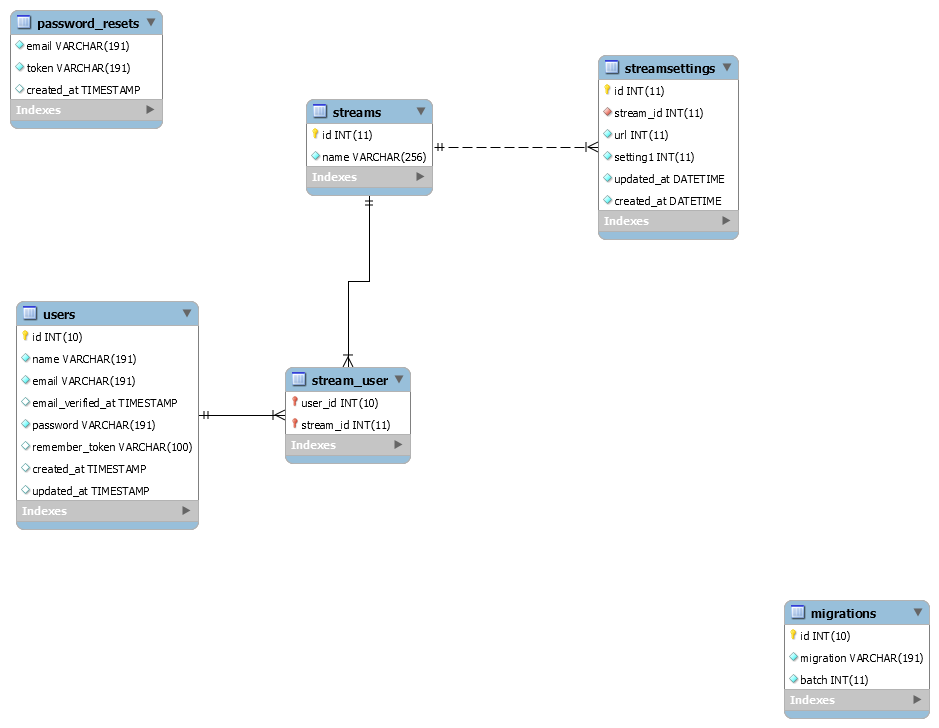 password_resets
email VARCHAR(191)
token VARCHAR(191)
created_at TIMESTAMP
Indexes
streams
id INT(11)
name VARCHAR(256)
Indexes
streamsettings
id INT(11)
stream_id INT(11)
url INT(11)
setting1 INT(11)
updated_at DATETIME
created_at DATETIME
Indexes
users
id INT(10)
name VARCHAR(191)
email VARCHAR(191)
email_verified_at TIMESTAMP
password VARCHAR(191)
remember_token VARCHAR(100)
created_at TIMESTAMP
updated_at TIMESTAMP
Indexes
stream_user
user_id INT(10)
stream_id INT(11)
Indexes
migrations
id INT(10)
migration VARCHAR(191)
batch INT(11)
Indexes